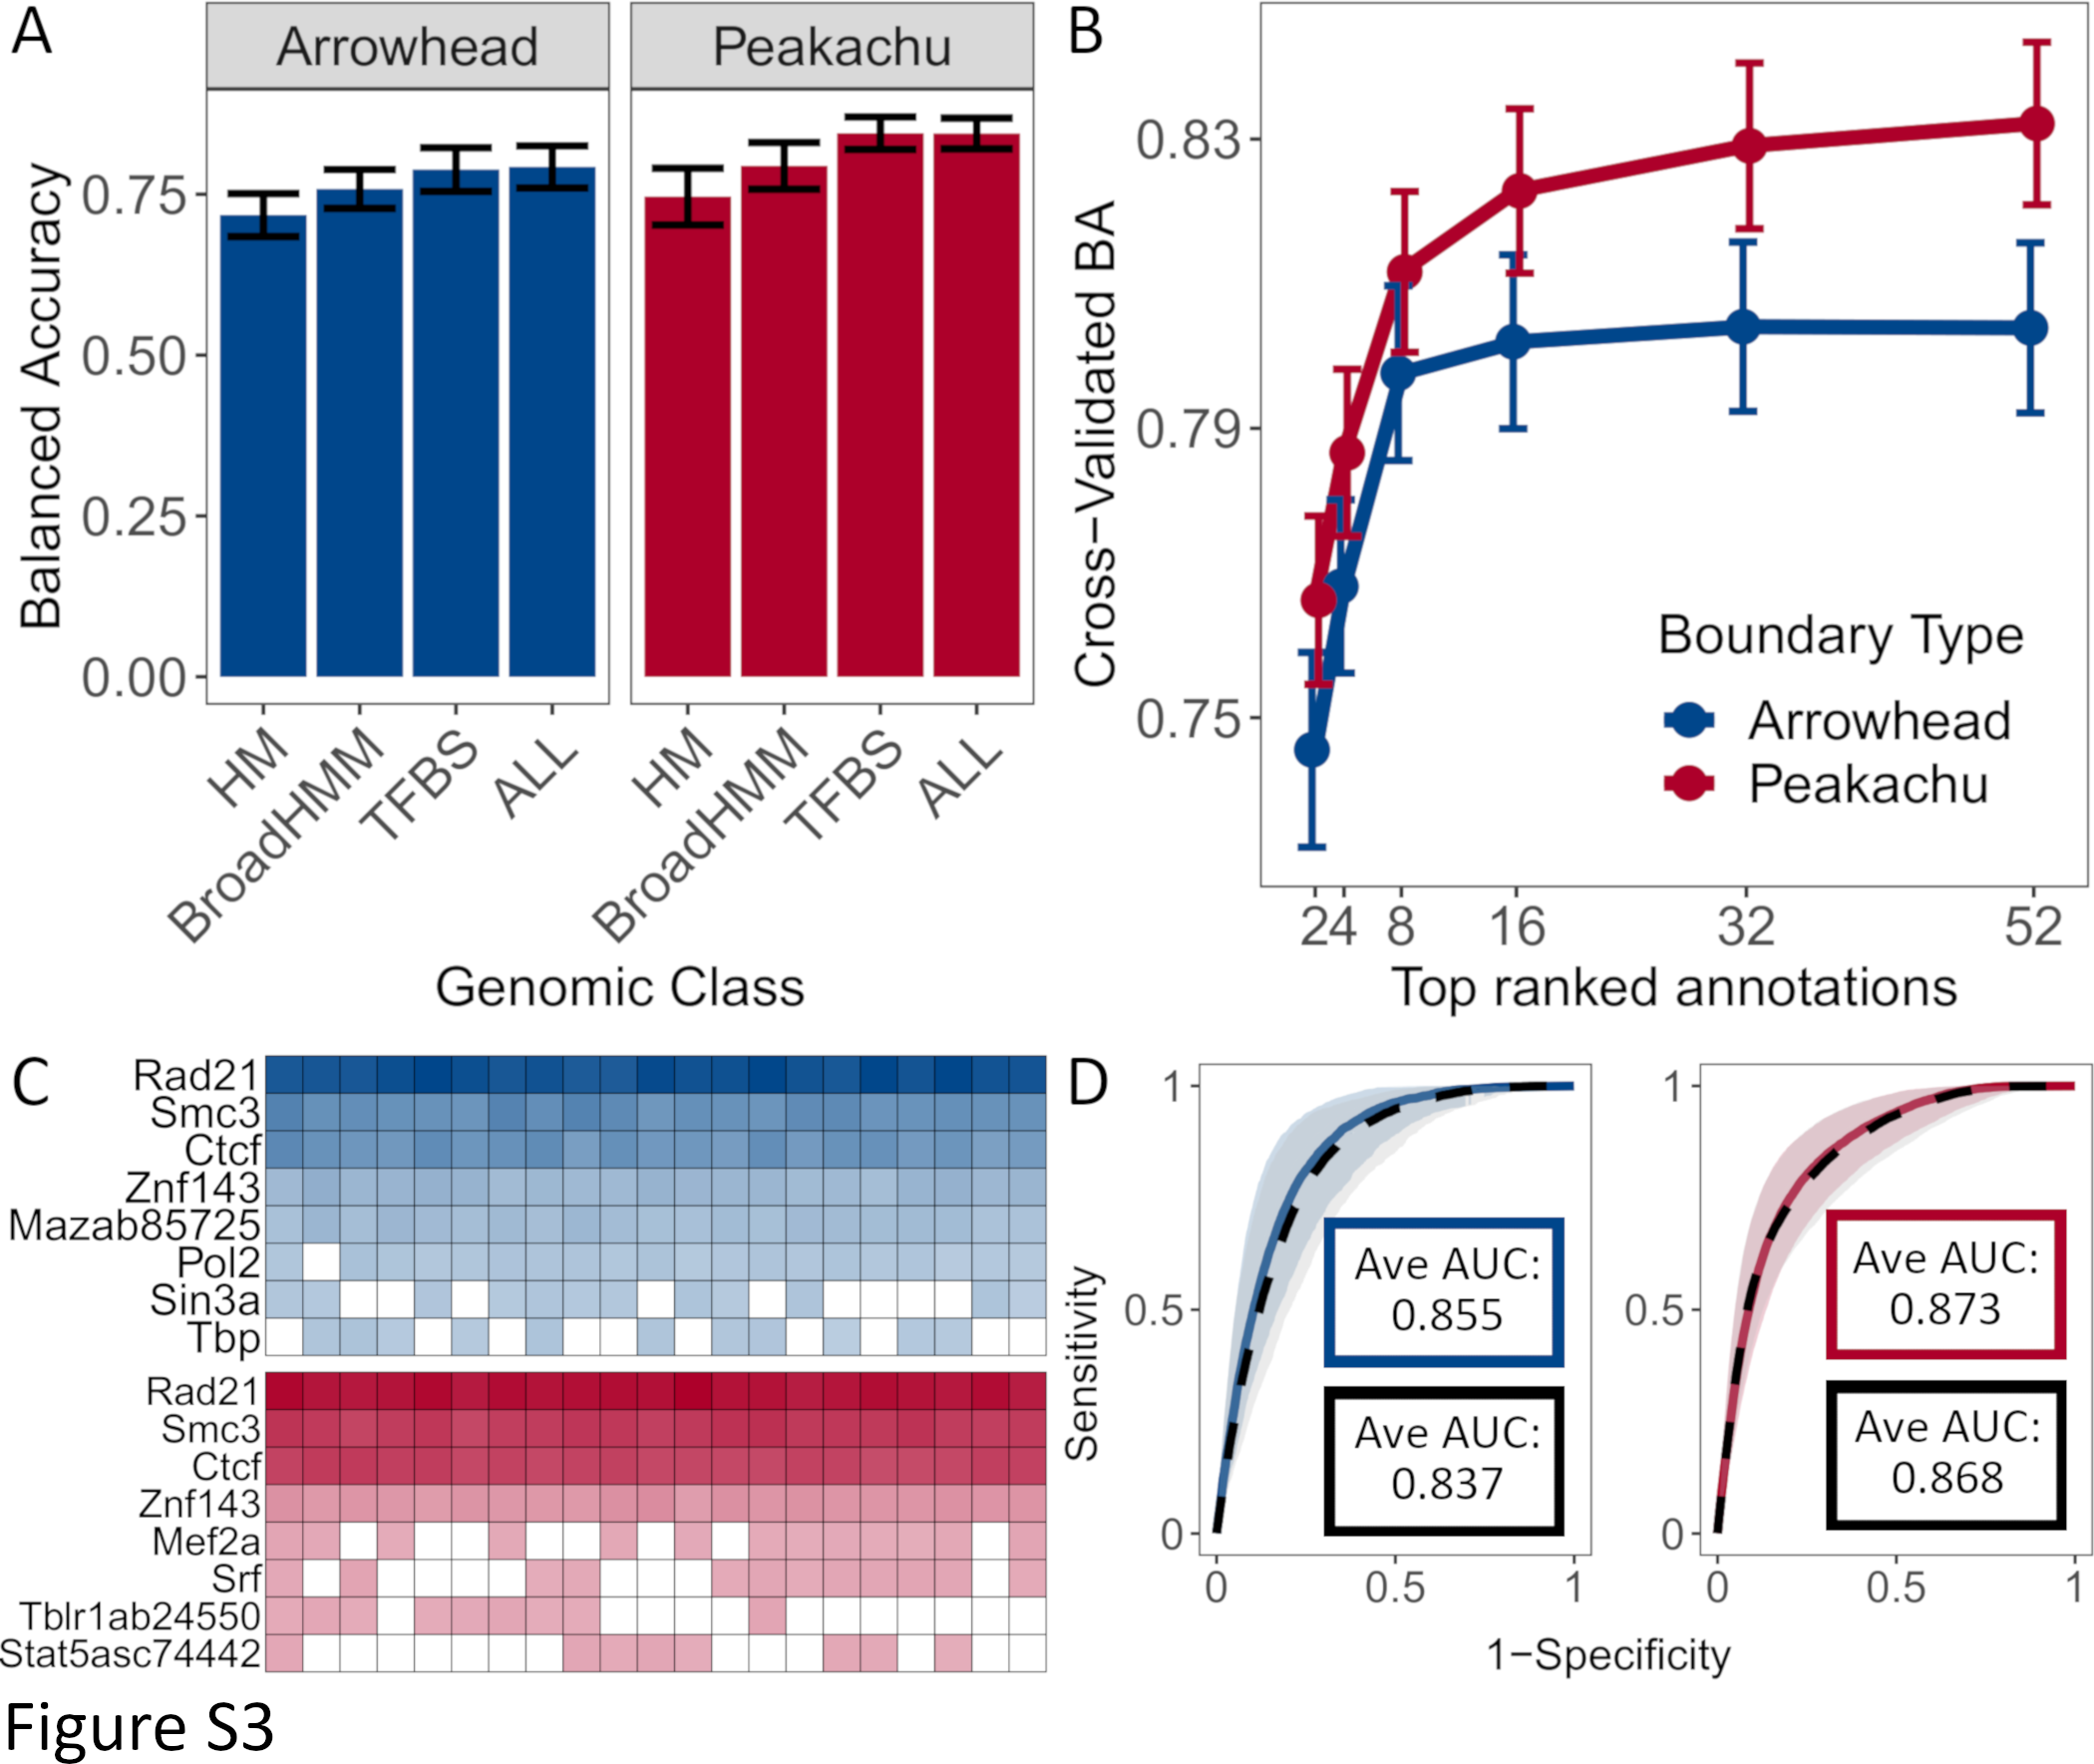 A
Arrowhead
Peakachu
Balanced Accuracy
0.75
0.50
0.25
0.00
HM
BroadHMM
TFBS
ALL
HM
BroadHMM
TFBS
ALL
Genomic Class
B
Cross−Validated BA
0.83
0.79
0.75
2 4 8 16 32 52
Top ranked annotations
Boundary Type
Arrowhead
Peakachu
C
Rad21
Smc3
Ctcf
Znf143
Mazab85725
Pol2
Sin3a
Tbp
Rad21
Smc3
Ctcf
Znf143
Mef2a
Srf
Tblr1ab24550
Stat5asc74442
D
Sensitivity
1
0.5
0
0 0.5 1
Ave AUC:
0.855
Ave AUC:
0.837
1
0.5
0
0 0.5 1
Ave AUC:
0.873
Ave AUC:
0.868
1−Specificity
Figure S3